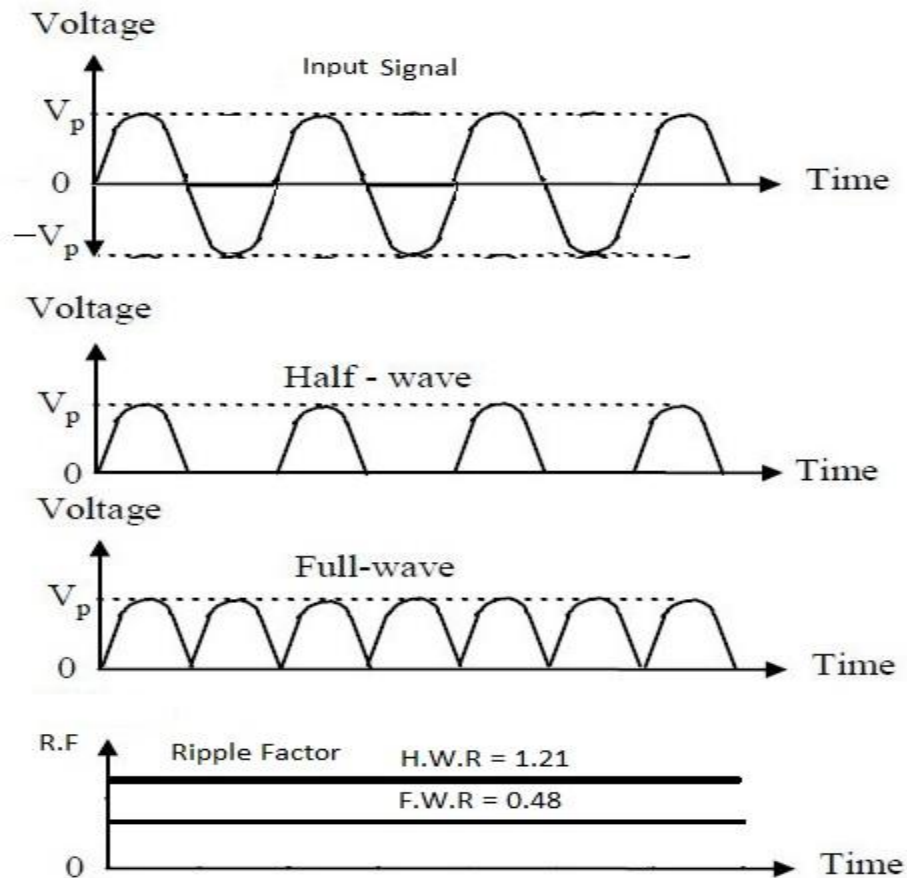 Voltage
Input Signal
Vp
0
Time
−Vp
Voltage
Half - wave
Vp
0
Time
Voltage
Full-wave
Vp
0
Time
R.F
Ripple Factor
H.W.R = 1.21
F.W.R = 0.48
0
Time